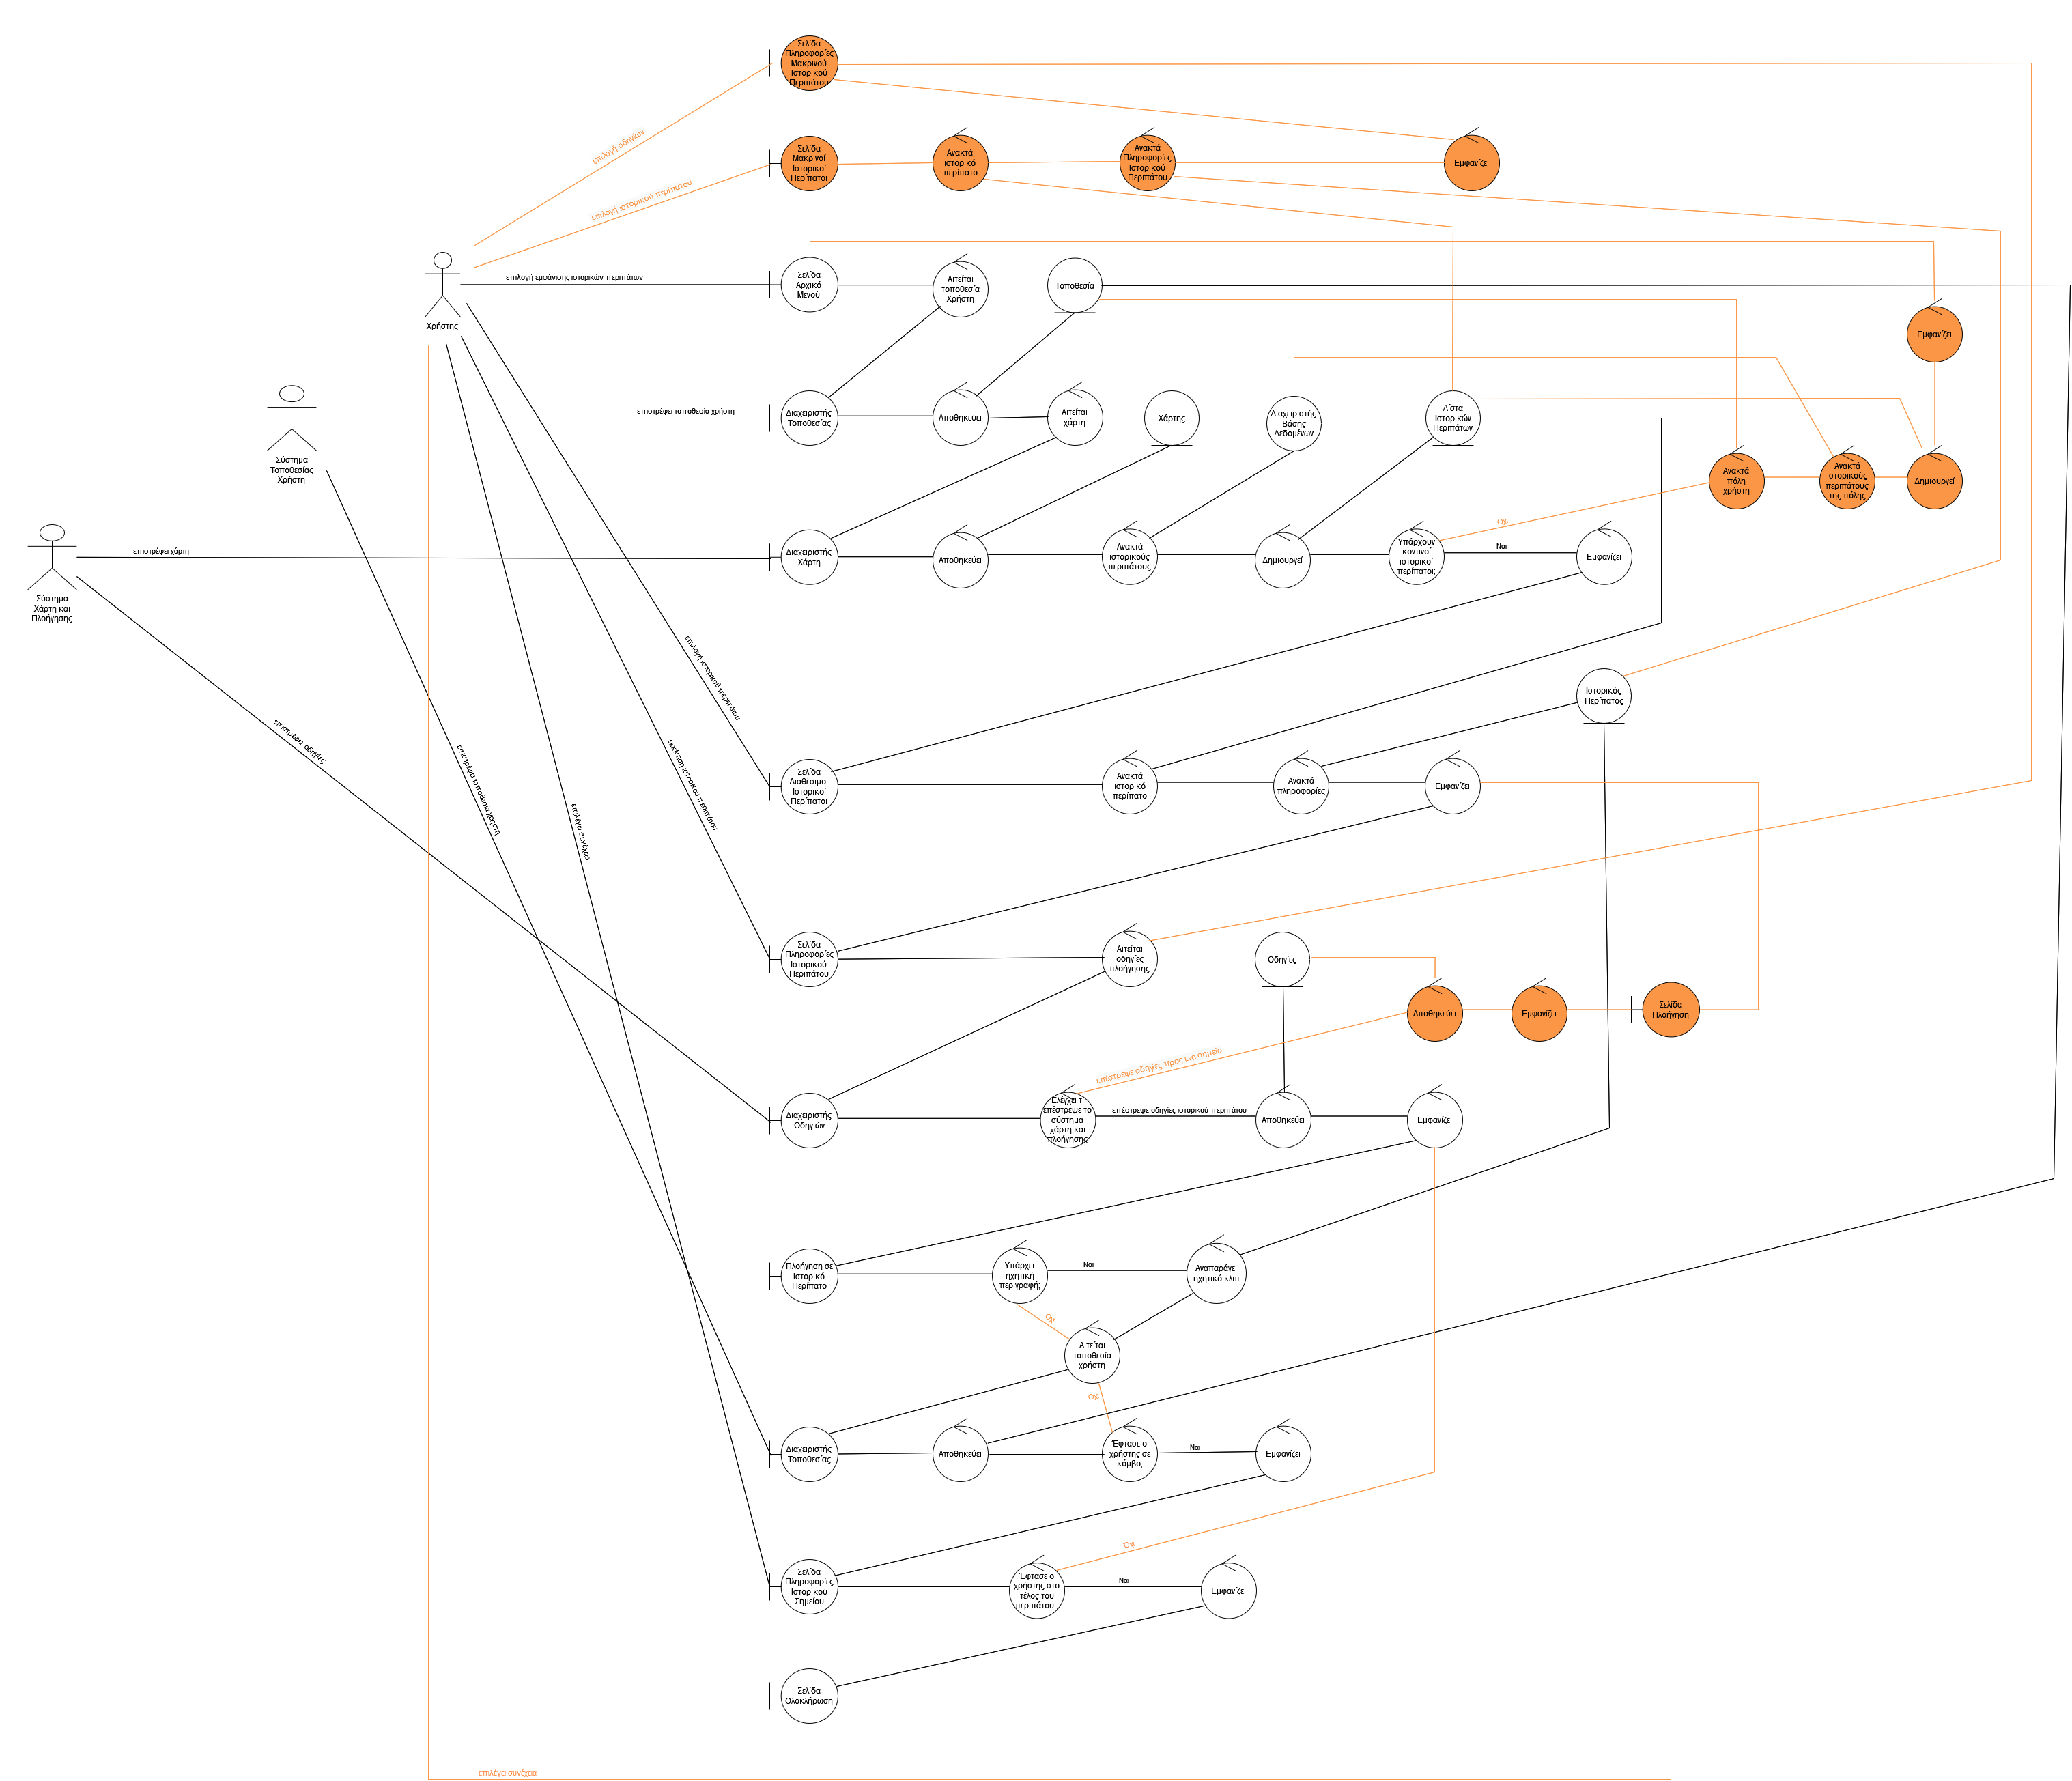 Σελίδα
Πληροφορίες
Μακρινού
Ιστορικού
Περιπάτου
επιλογή οδηγιών
Σελίδα
Μακρινοί
Ιστορικοί
Περίπατοι
Ανακτά
ιστορικό
περίπατο
Ανακτά
Πληροφορίες
Ιστορικού
Περιπάτου
Εμφανίζει
επιλογή ιστορικού περίπατου
Χρήστης
επιλογή εμφάνισης ιστορικών περιπάτων
Σελίδα
Αρχικό
Μενού
Αιτείται
τοποθεσία
Χρήστη
Τοποθεσία
Εμφανίζει
Σύστημα
Τοποθεσίας
Χρήστη
επιστρέφει τοποθεσία χρήστη
Διαχειριστής
Τοποθεσίας
Αποθηκεύει
Αιτείται
χάρτη
Χάρτης
Διαχειριστής
Βάσης
Δεδομένων
Λίστα
Ιστορικών
Περιπάτων
Ανακτά
πόλη
χρήστη
Ανακτά
ιστορικούς
περιπάτους
της πόλης
Δημιουργεί
Οχι
Σύστημα
Χάρτη και
Πλοήγησης
επιστρέφει χάρτη
Διαχειριστής
Χάρτη
Αποθηκεύει
Ανακτά
ιστορικούς
περιπάτους
Δημιουργεί
Υπάρχουν
κοντινοί
ιστορικοί
περίπατοι;
Ναι
Εμφανίζει
επιλογή ιστορικού περιπάτου
Ιστορικός
Περίπατος
επιστρέφει οδηγίες
επιστρέφει τοποθεσία χρήστη
εκκίνηση ιστορικού περιπάτου
επιλέγει συνέχεια
Σελίδα
Διαθέσιμοι
Ιστορικοί
Περίπατοι
Ανακτά
ιστορικό
περίπατο
Ανακτά
πληροφορίες
Εμφανίζει
Σελίδα
Πληροφορίες
Ιστορικού
Περιπάτου
Αιτείται
οδηγίες
πλοήγησης
Οδηγίες
Αποθηκεύει
Εμφανίζει
Σελίδα
Πλοήγηση
επέστρεψε οδηγίες προς ενα σημείο
Διαχειριστής
Οδηγιών
Ελέγχει τι
επέστρεψε το
σύστημα
χάρτη και
πλοήγησης
επέστρεψε οδηγίες ιστορικού περιπάτου
Αποθηκεύει
Εμφανίζει
Πλοήγηση σε
Ιστορικό
Περίπατο
Υπάρχει
ηχητική
περιγραφή;
Ναι
Αναπαράγει
ηχητικό κλιπ
Οχι
Αιτείται
τοποθεσία
χρήστη
Οχι
Διαχειριστής
Τοποθεσίας
Αποθηκεύει
Έφτασε ο
χρήστης σε
κόμβο;
Ναι
Εμφανίζει
Όχι
Σελίδα
Πληροφορίες
Ιστορικού
Σημείου
Έφτασε ο
χρήστης στο
τέλος του
περιπάτου ;
Ναι
Εμφανίζει
Σελίδα
Ολοκλήρωση
επιλέγει συνέχεια